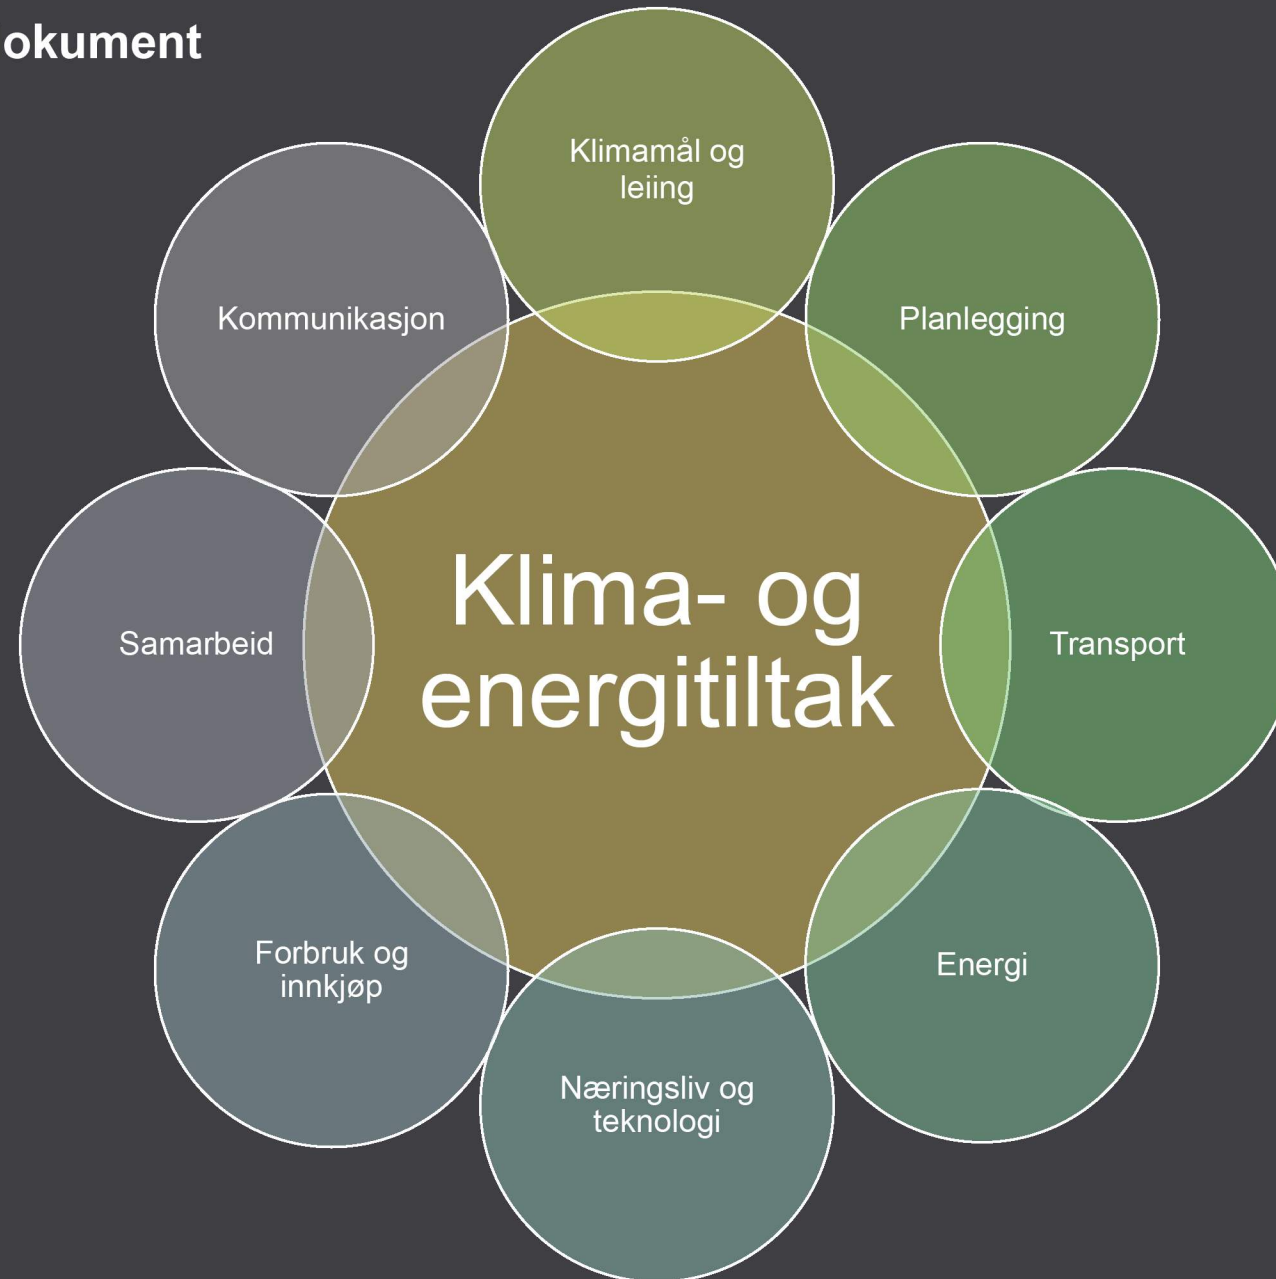 okument
Klimamål og
leiing
Kommunikasjon
Planlegging
Klima- og
energitiltak
Samarbeid
Transport
Forbruk og
innkjøp
Energi
Næringsliv og
teknologi